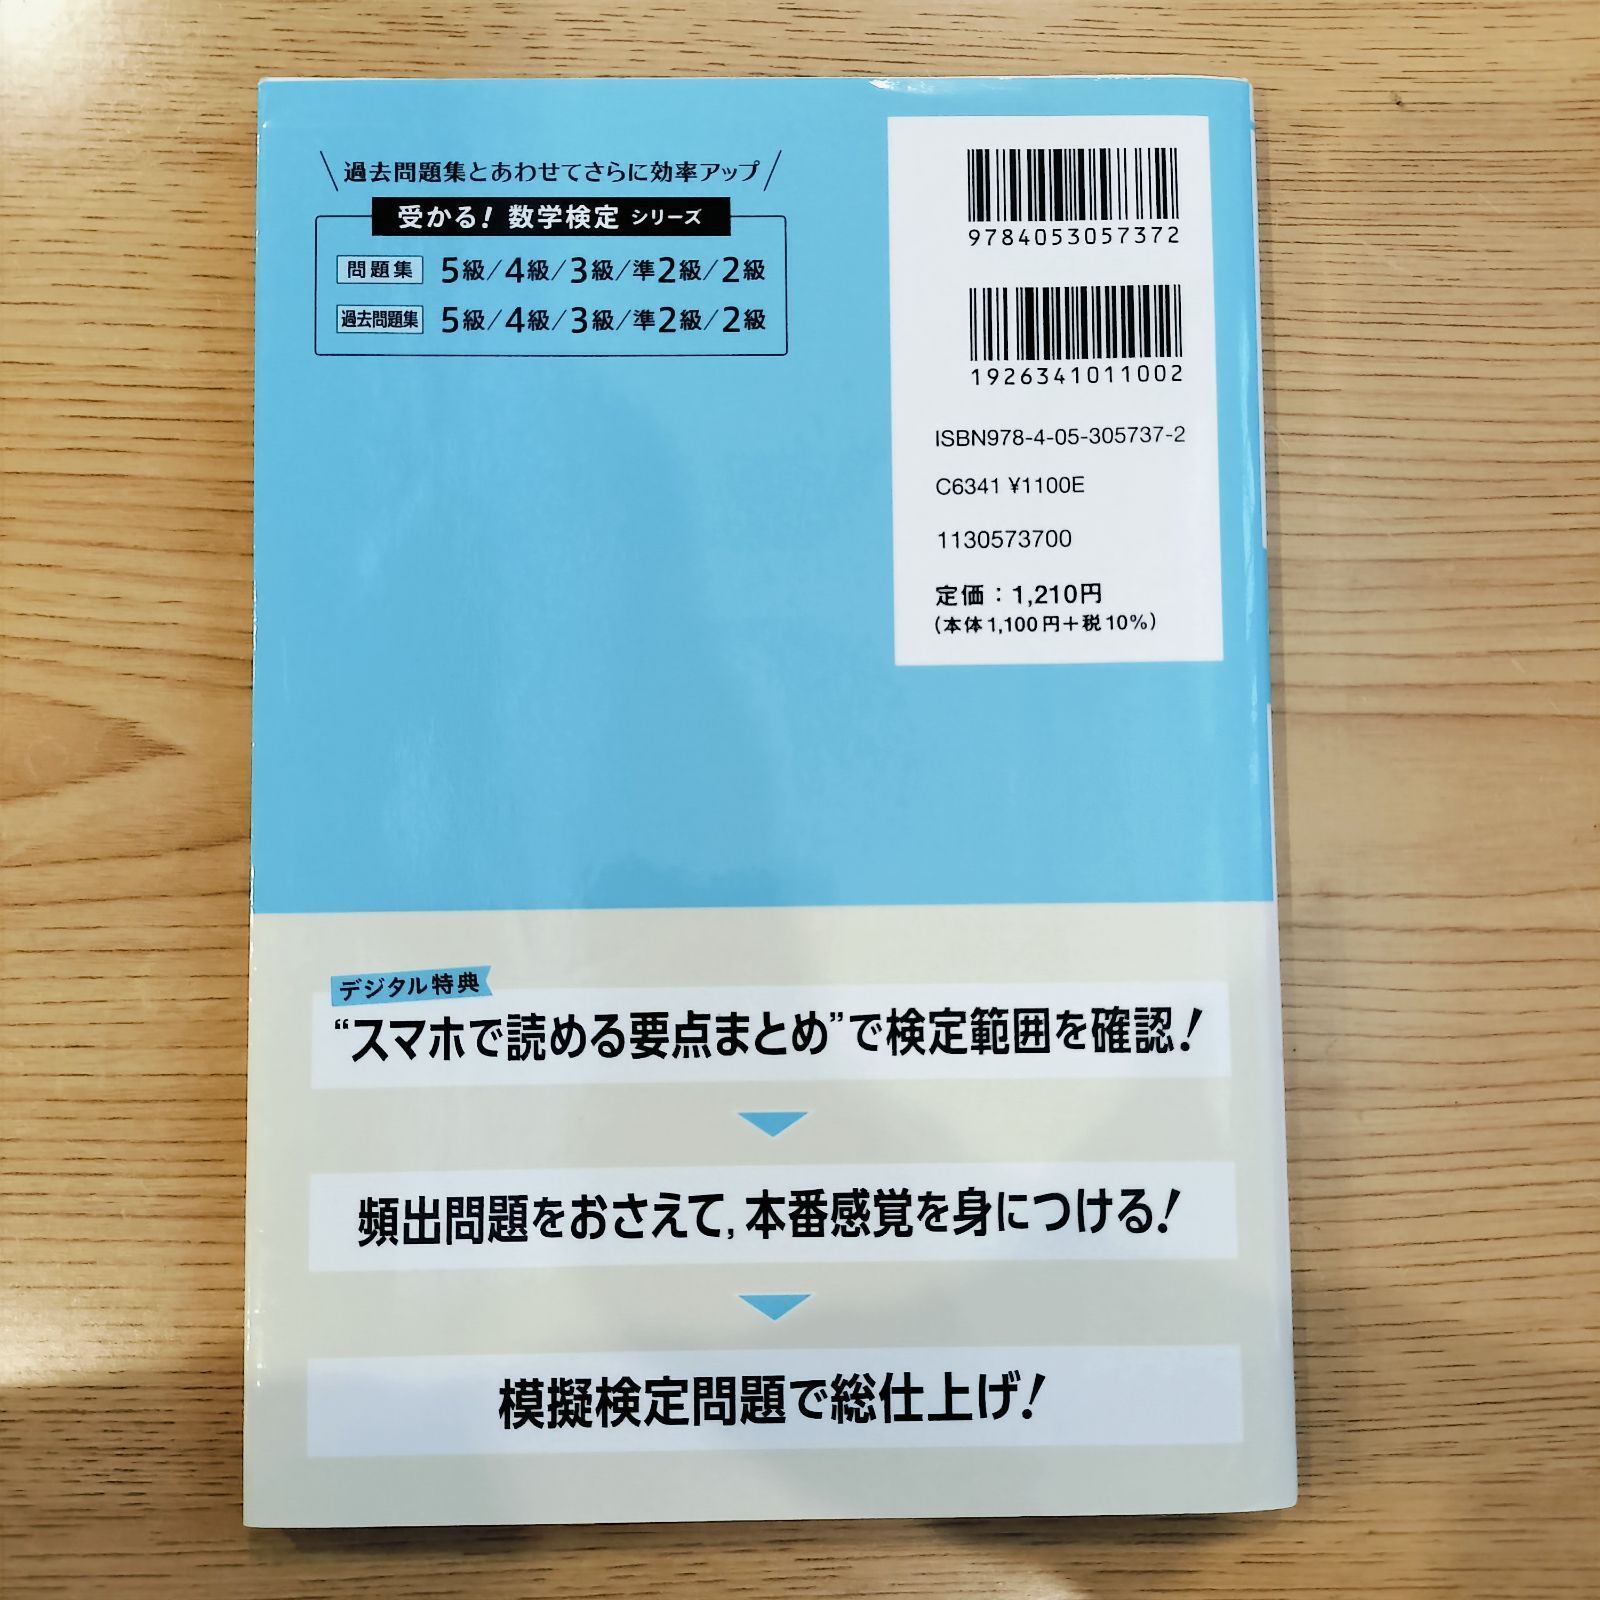 過去問題集とあわせてさらに効率アップ
受かる！数学検定 シリーズ
問題集 5級/4級/3級/準2級/2級
過去問題集 5級/4級/3級/準2級/2級
9784053057372
1926341011002
ISBN978-4-05-305737-2
C6341 ¥1100E
1130573700
定価：1,210円
（本体1,100円＋税10%）
デジタル特典
“スマホで読める要点まとめ”で検定範囲を確認！
頻出問題をおさえて,本番感覚を身につける！
模擬検定問題で総仕上げ！